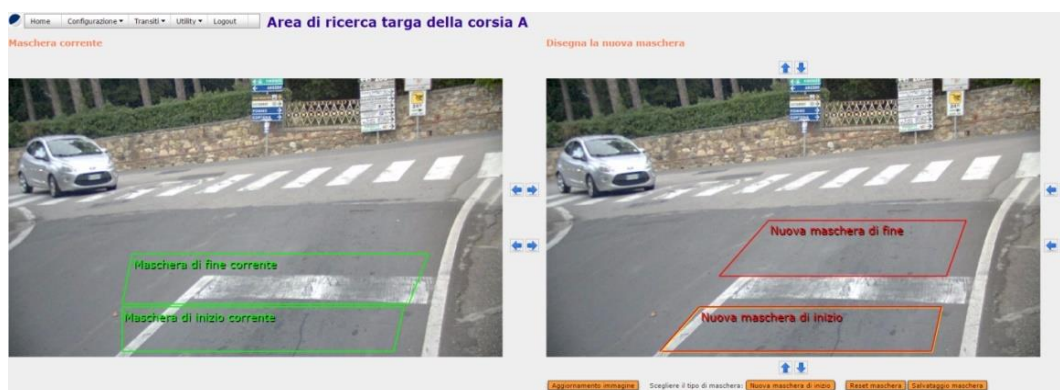 Home Configurazione Transiti Utility Logout
Area di ricerca targa della corsia A
Maschera corrente
Disegna la nuova maschera
Maschera di fine corrente
Maschera di inizio corrente
Nuova maschera di fine
Nuova maschera di inizio
Aggiornamento immagine Scegliere il tipo di maschera: Nuova maschera di inizio Reset maschera Salvataggio maschera